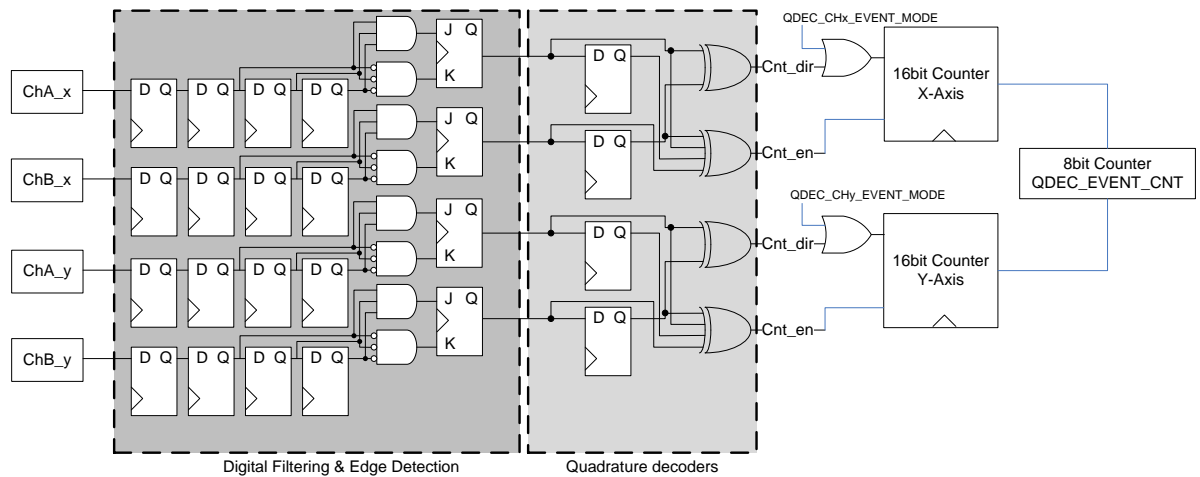 QDEC_CHx_EVENT_MODE
J Q
K
ChA_x
D Q D Q D Q D Q
D Q
Cnt_dir
16bit Counter
X-Axis
J Q
K
ChB_x
D Q D Q D Q D Q
D Q
Cnt_en
8bit Counter
QDEC_EVENT_CNT
QDEC_CHy_EVENT_MODE
J Q
K
ChA_y
D Q D Q D Q D Q
D Q
Cnt_dir
16bit Counter
Y-Axis
J Q
K
ChB_y
D Q D Q D Q D Q
D Q
Cnt_en
Digital Filtering & Edge Detection
Quadrature decoders